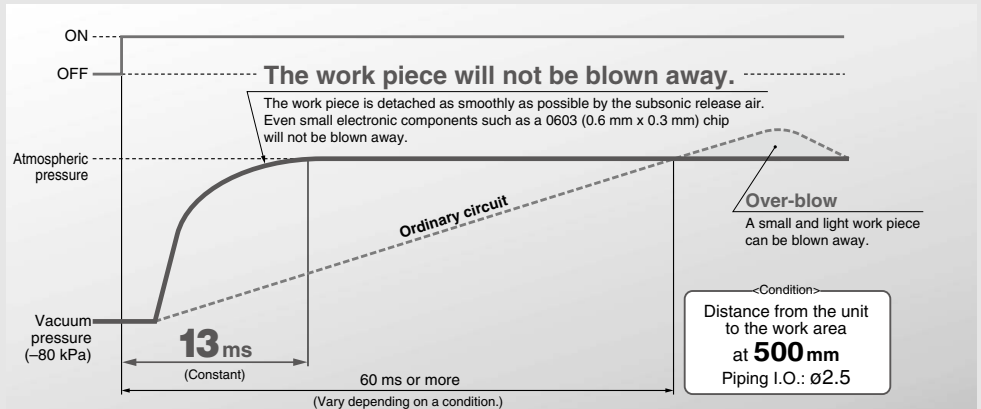 ON
OFF
The work piece will not be blown away.
The work piece is detached as smoothly as possible by the subsonic release air.
Even small electronic components such as a 0603 (0.6 mm x 0.3 mm) chip
will not be blown away.
Atmospheric
pressure
Ordinary circuit
Over-blow
A small and light work piece
can be blown away.
Vacuum
pressure
(–80 kPa)
13 ms
(Constant)
60 ms or more
(Vary depending on a condition.)
<Condition>
Distance from the unit
to the work area
at 500 mm
Piping I.O.: ø2.5